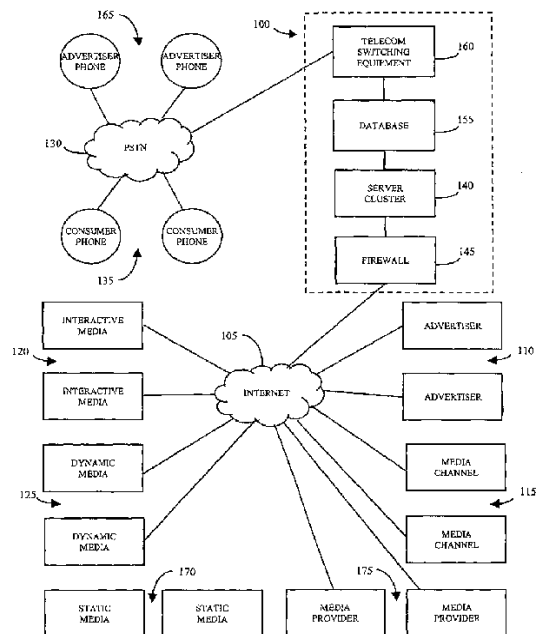 165
100
ADVERTISER
PHONE
ADVERTISER
PHONE
TELECOM
SWITCHING
EQUIPMENT
160
130
PSTN
DATABASE
155
SERVER
CLUSTER
140
CONSUMER
PHONE
CONSUMER
PHONE
135
FIREWALL
145
INTERACTIVE
MEDIA
105
ADVERTISER
120
110
INTERACTIVE
MEDIA
INTERNET
ADVERTISER
DYNAMIC
MEDIA
MEDIA
CHANNEL
125
115
DYNAMIC
MEDIA
MEDIA
CHANNEL
170
175
STATIC
MEDIA
STATIC
MEDIA
MEDIA
PROVIDER
MEDIA
PROVIDER